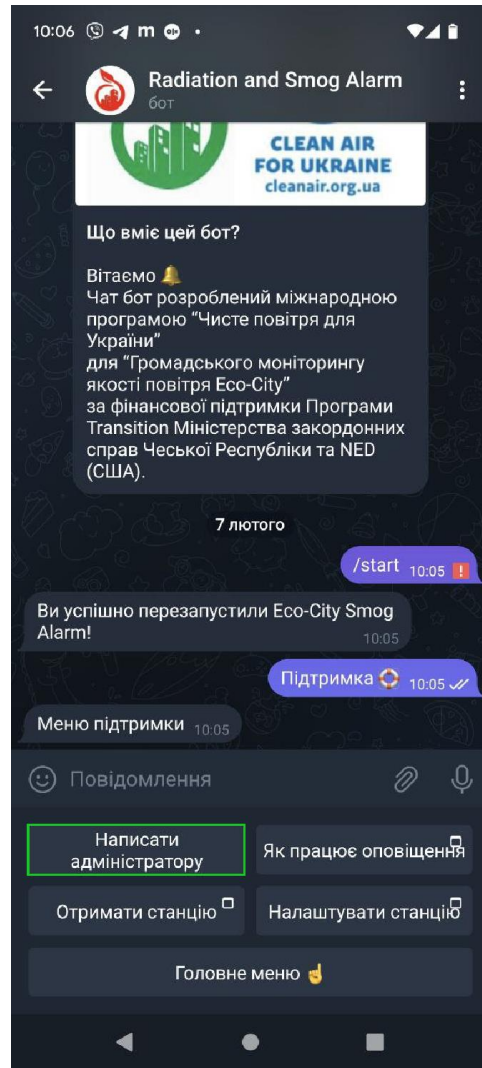 10:06
Radiation and Smog Alarm
бот
CLEAN AIR
FOR UKRAINE
cleanair.org.ua
Що вміє цей бот?
Вітаємо 🔔
Чат бот розроблений міжнародною
програмою “Чисте повітря для
України”
для “Громадського моніторингу
якості повітря Eco-City”
за фінансової підтримки Програми
Transition Міністерства закордонних
справ Чеської Республіки та NED
(США).
7 лютого
/start 10:05
Ви успішно перезапустили Eco-City Smog
Alarm!
10:05
Підтримка 🛟 10:05
Меню підтримки 10:05
Повідомлення
Написати
адміністратору
Як працює оповіщення
Отримати станцію
Налаштувати станцію
Головне меню ☝️